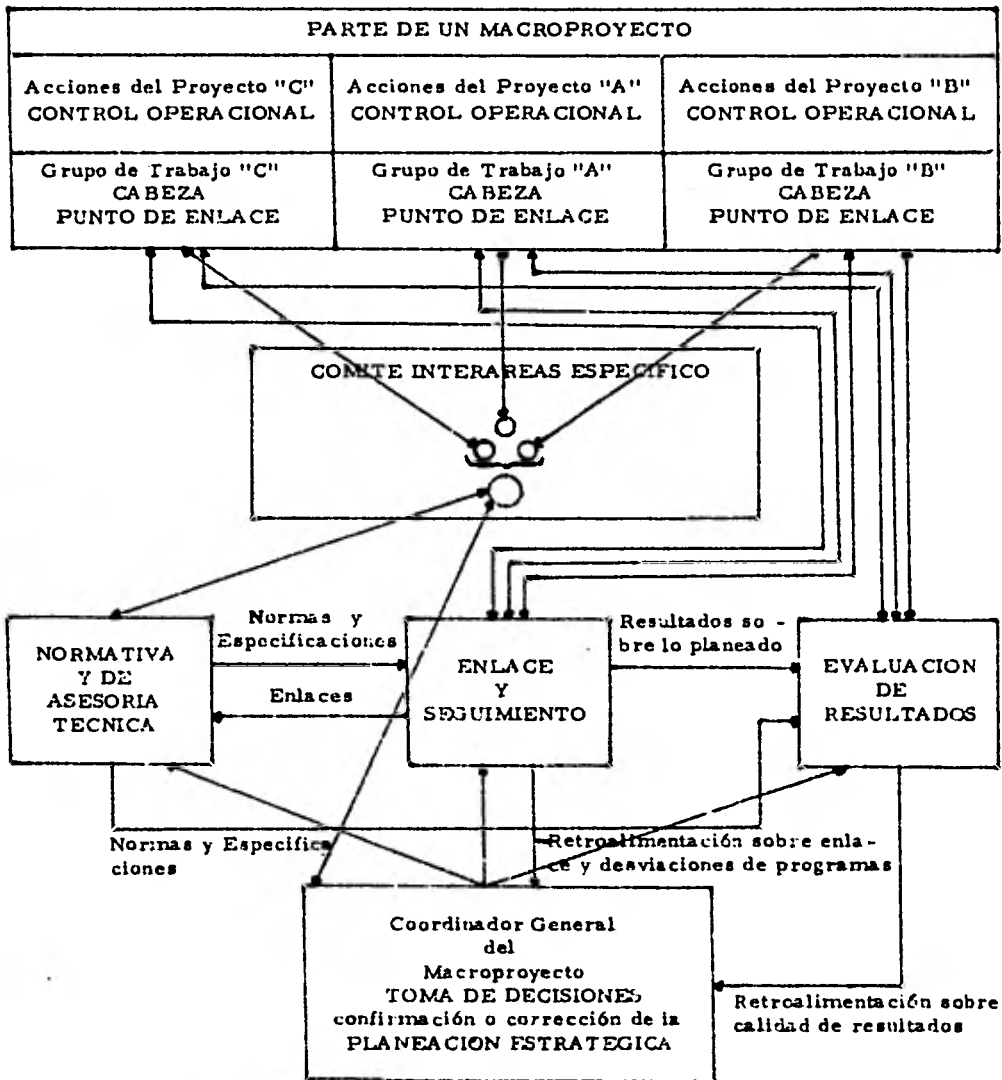 PARTE DE UN MACROPROYECTO
Acciones del Proyecto "C"
CONTROL OPERACIONAL
Acciones del Proyecto "A"
CONTROL OPERACIONAL
Acciones del Proyecto "B"
CONTROL OPERACIONAL
Grupo de Trabajo "C"
CABEZA
PUNTO DE ENLACE
Grupo de Trabajo "A"
CABEZA
PUNTO DE ENLACE
Grupo de Trabajo "B"
CABEZA
PUNTO DE ENLACE
COMITE INTERAREAS ESPECIFICO
NORMATIVA
Y DE
ASESORIA
TECNICA
Normas y
Especificaciones
Enlaces
ENLACE
Y
SEGUIMIENTO
Resultados so -
bre lo planeado
EVALUACION
DE
RESULTADOS
Normas y Especifica
ciones
Retroalimentación sobre enla -
ce y desviaciones de programas
Coordinador General
del
Macroproyecto
TOMA DE DECISIONES
confirmación o corrección de la
PLANEACION ESTRATEGICA
Retroalimentación sobre
calidad de resultados